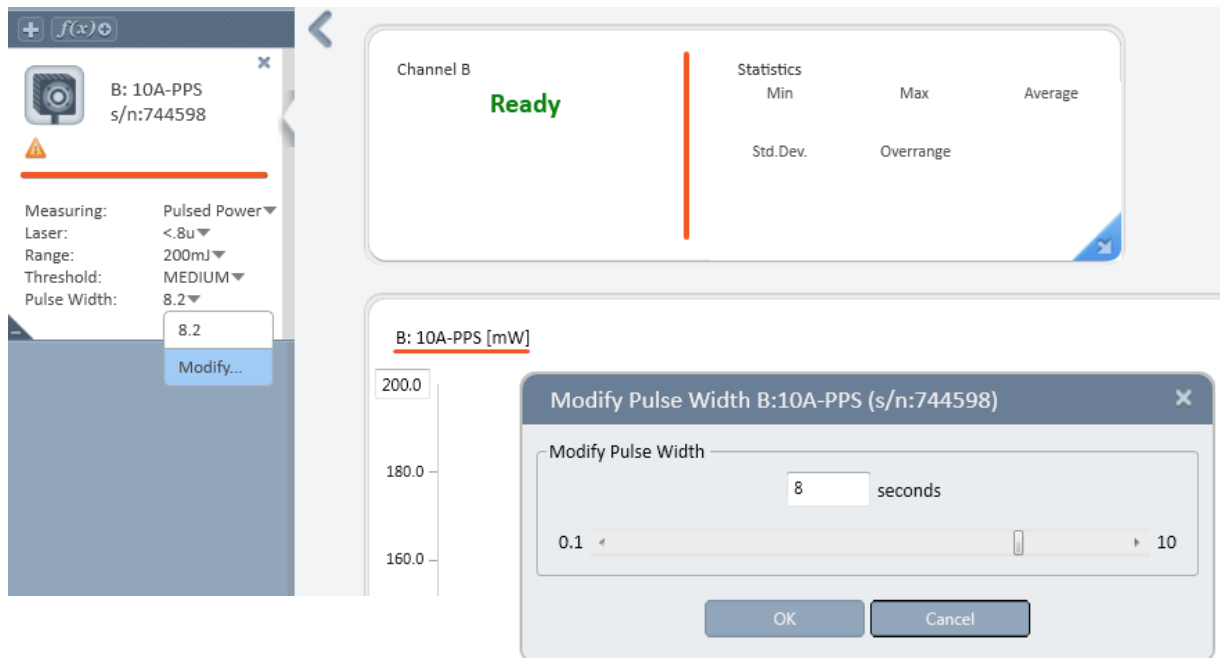 f(x)
B: 10A-PPS
s/n:744598
Measuring: Pulsed Power
Laser: <.8u
Range: 200mJ
Threshold: MEDIUM
Pulse Width: 8.2
8.2
Modify...
Channel B
Ready
Statistics
Min Max Average
Std.Dev. Overrange
B: 10A-PPS [mW]
200.0
180.0
160.0
Modify Pulse Width B:10A-PPS (s/n:744598)
Modify Pulse Width
8 seconds
0.1 10
OK Cancel